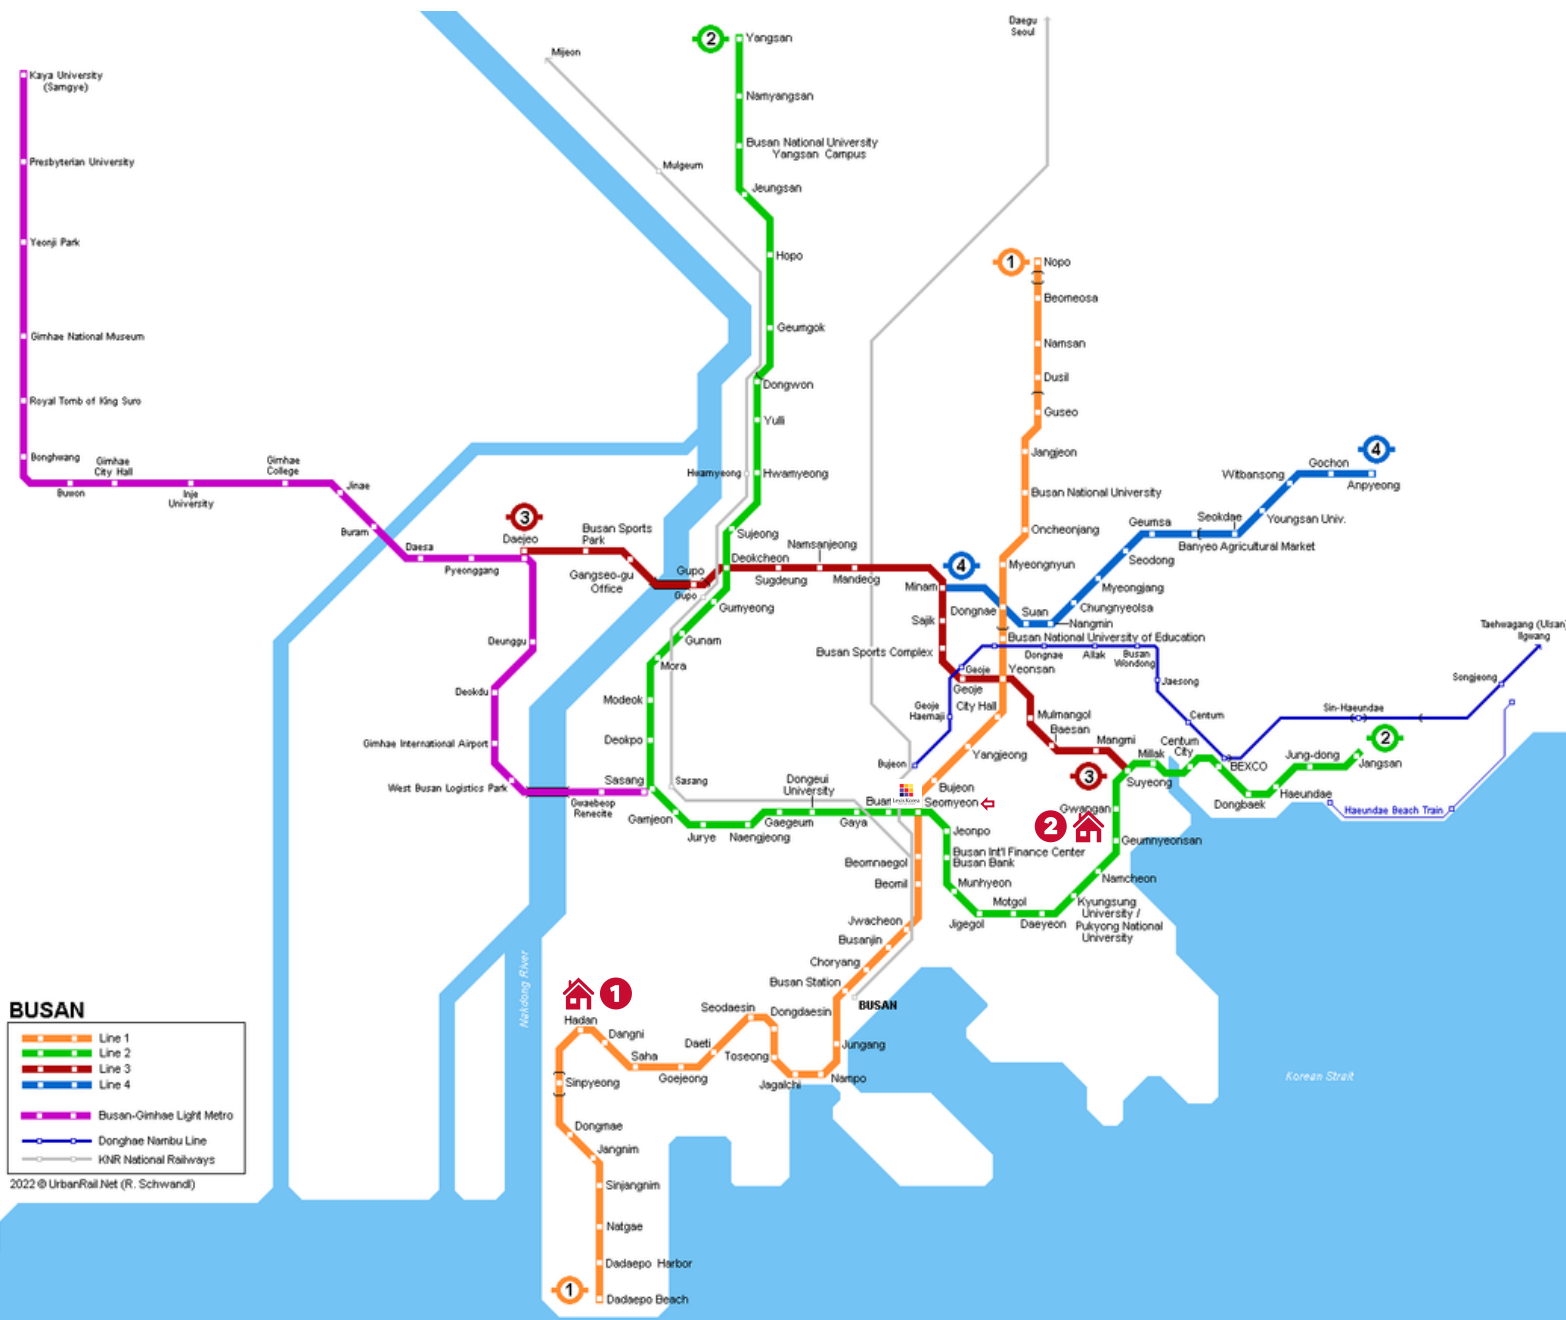 Daegu
Seoul
Mijeon
2
Yangsan
Kaya University
(Samgye)
Namyangsan
Busan National University
Yangsan Campus
Presbyterian University
Mulgeum
Jeungsan
Yeonji Park
Hopo
1
Nopo
Beomeosa
Geumgok
Gimhae National Museum
Namsan
Dusil
Dongwon
Royal Tomb of King Suro
Guseo
Yulli
Jangjeon
4
Bonghwang
Gimhae
City Hall
Gimhae
College
Gochon
Witbansong
Anpyeong
Hwamyeong
Hwamyeong
Buwon
Inje
University
Jinae
Busan National University
3
Daejeo
Busan Sports
Park
Buram
Sujeong
Oncheonjang
Geumsa
Seokdae
Youngsan Univ.
Namsanjeong
Daesa
Pyeonggang
Gangseo-gu
Office
Gupo
Gupo
Deokcheon
Sugdeung
Mandeog
4
Myeongnyun
Seodong
Banyeo Agricultural Market
Minam
Myeongjang
Gumyeong
Dongnae
Suan
Chungnyeolsa
Nangmin
Sajik
Deunggu
Gunam
Busan National University of Education
Taehwagang (Ulsan)
Ilgwang
Busan Sports Complex
Dongnae
Allak
Busan
Wondong
Mora
Geoje
Yeonsan
Geoje
Jaesong
Songjeong
Deokdu
Modeok
Geoje
Haemaji
City Hall
Mulmangol
Centum
Sin-Haeundae
Baesan
Gimhae International Airport
Deokpo
Yangjeong
Mangmi
Millak
Centum
City
2
Jung-dong
Jangsan
Bujeon
BEXCO
3
Suyeong
West Busan Logistics Park
Sasang
Sasang
Dongeui
University
Bujeon
Gwaebeop
Renecite
Seomyeon
Dongbaek
Haeundae
Gwangan
Haeundae Beach Train
Gamjeon
Jurye
Naengjeong
Gaegeum
Gaya
Jeonpo
2
Geumnyeonsan
Busan Int'l Finance Center
Busan Bank
Beomnaegol
Beomil
Munhyeon
Namcheon
Motgol
Kyungsung
University /
Pukyong National
University
Jigegol
Daeyeon
Jwacheon
Busanjin
Choryang
Nakdong River
Busan Station
1
BUSAN
BUSAN
Hadan
Seodaesin
Dongdaesin
Dangni
Line 1
Line 2
Line 3
Line 4
Saha
Daeti
Toseong
Jungang
Goejeong
Jagalchi
Nampo
Korean Strait
Sinpyeong
Busan-Gimhae Light Metro
Dongmae
Donghae Nambu Line
Jangnim
KNR National Railways
2022 © UrbanRail.Net (R. Schwandl)
Sinjangnim
Natgae
Dadaepo Harbor
1
Dadaepo Beach